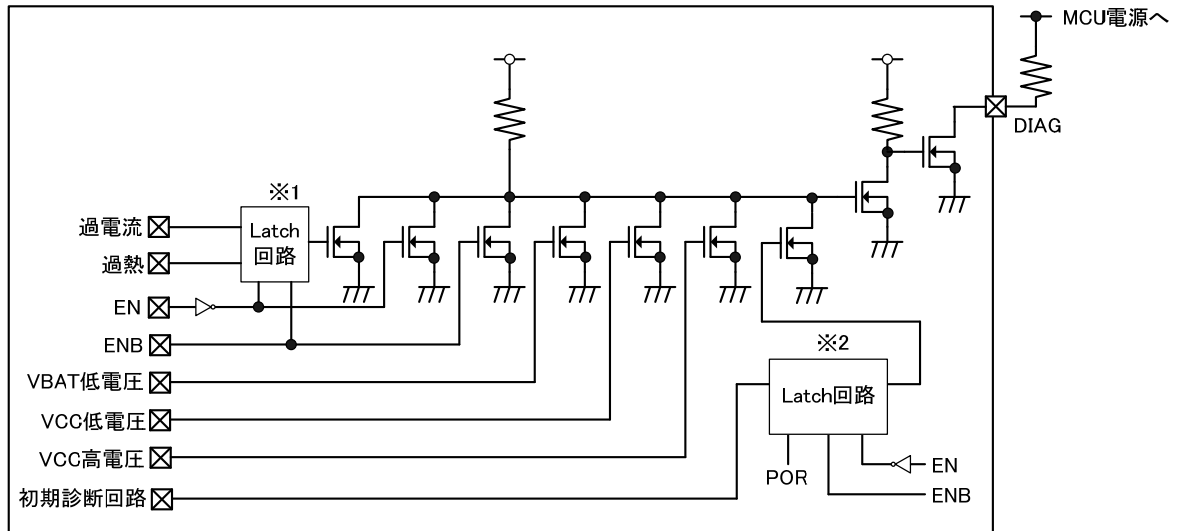 MCU電源へ
DIAG
※1
Latch
回路
過電流
過熱
EN
ENB
VBAT低電圧
VCC低電圧
VCC高電圧
初期診断回路
※2
Latch回路
POR
EN
ENB